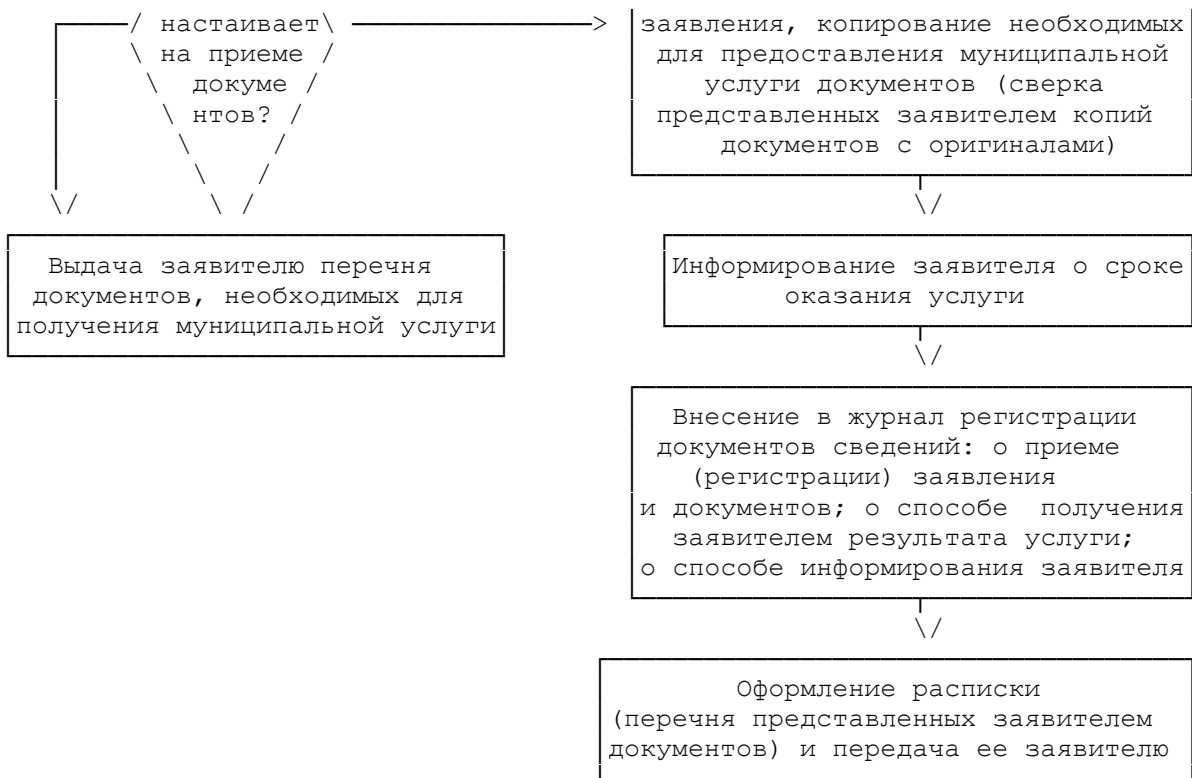 настаивает
на приеме
докуме
нтов?
заявления, копирование необходимых
для предоставления муниципальной
услуги документов (сверка
представленных заявителем копий
документов с оригиналами)
Выдача заявителю перечня
документов, необходимых для
получения муниципальной услуги
Информирование заявителя о сроке
оказания услуги
Внесение в журнал регистрации
документов сведений: о приеме
(регистрации) заявления
и документов; о способе получения
заявителем результата услуги;
о способе информирования заявителя
Оформление расписки
(перечня представленных заявителем
документов) и передача ее заявителю